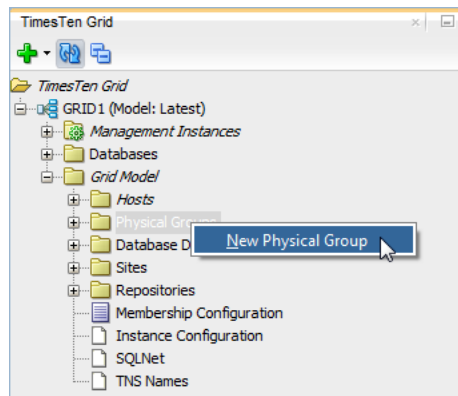 TimesTen Grid
TimesTen Grid
GRID1 (Model: Latest)
Management Instances
Databases
Grid Model
Hosts
Physical Groups
New Physical Group
Database D
Sites
Repositories
Membership Configuration
Instance Configuration
SQLNet
TNS Names